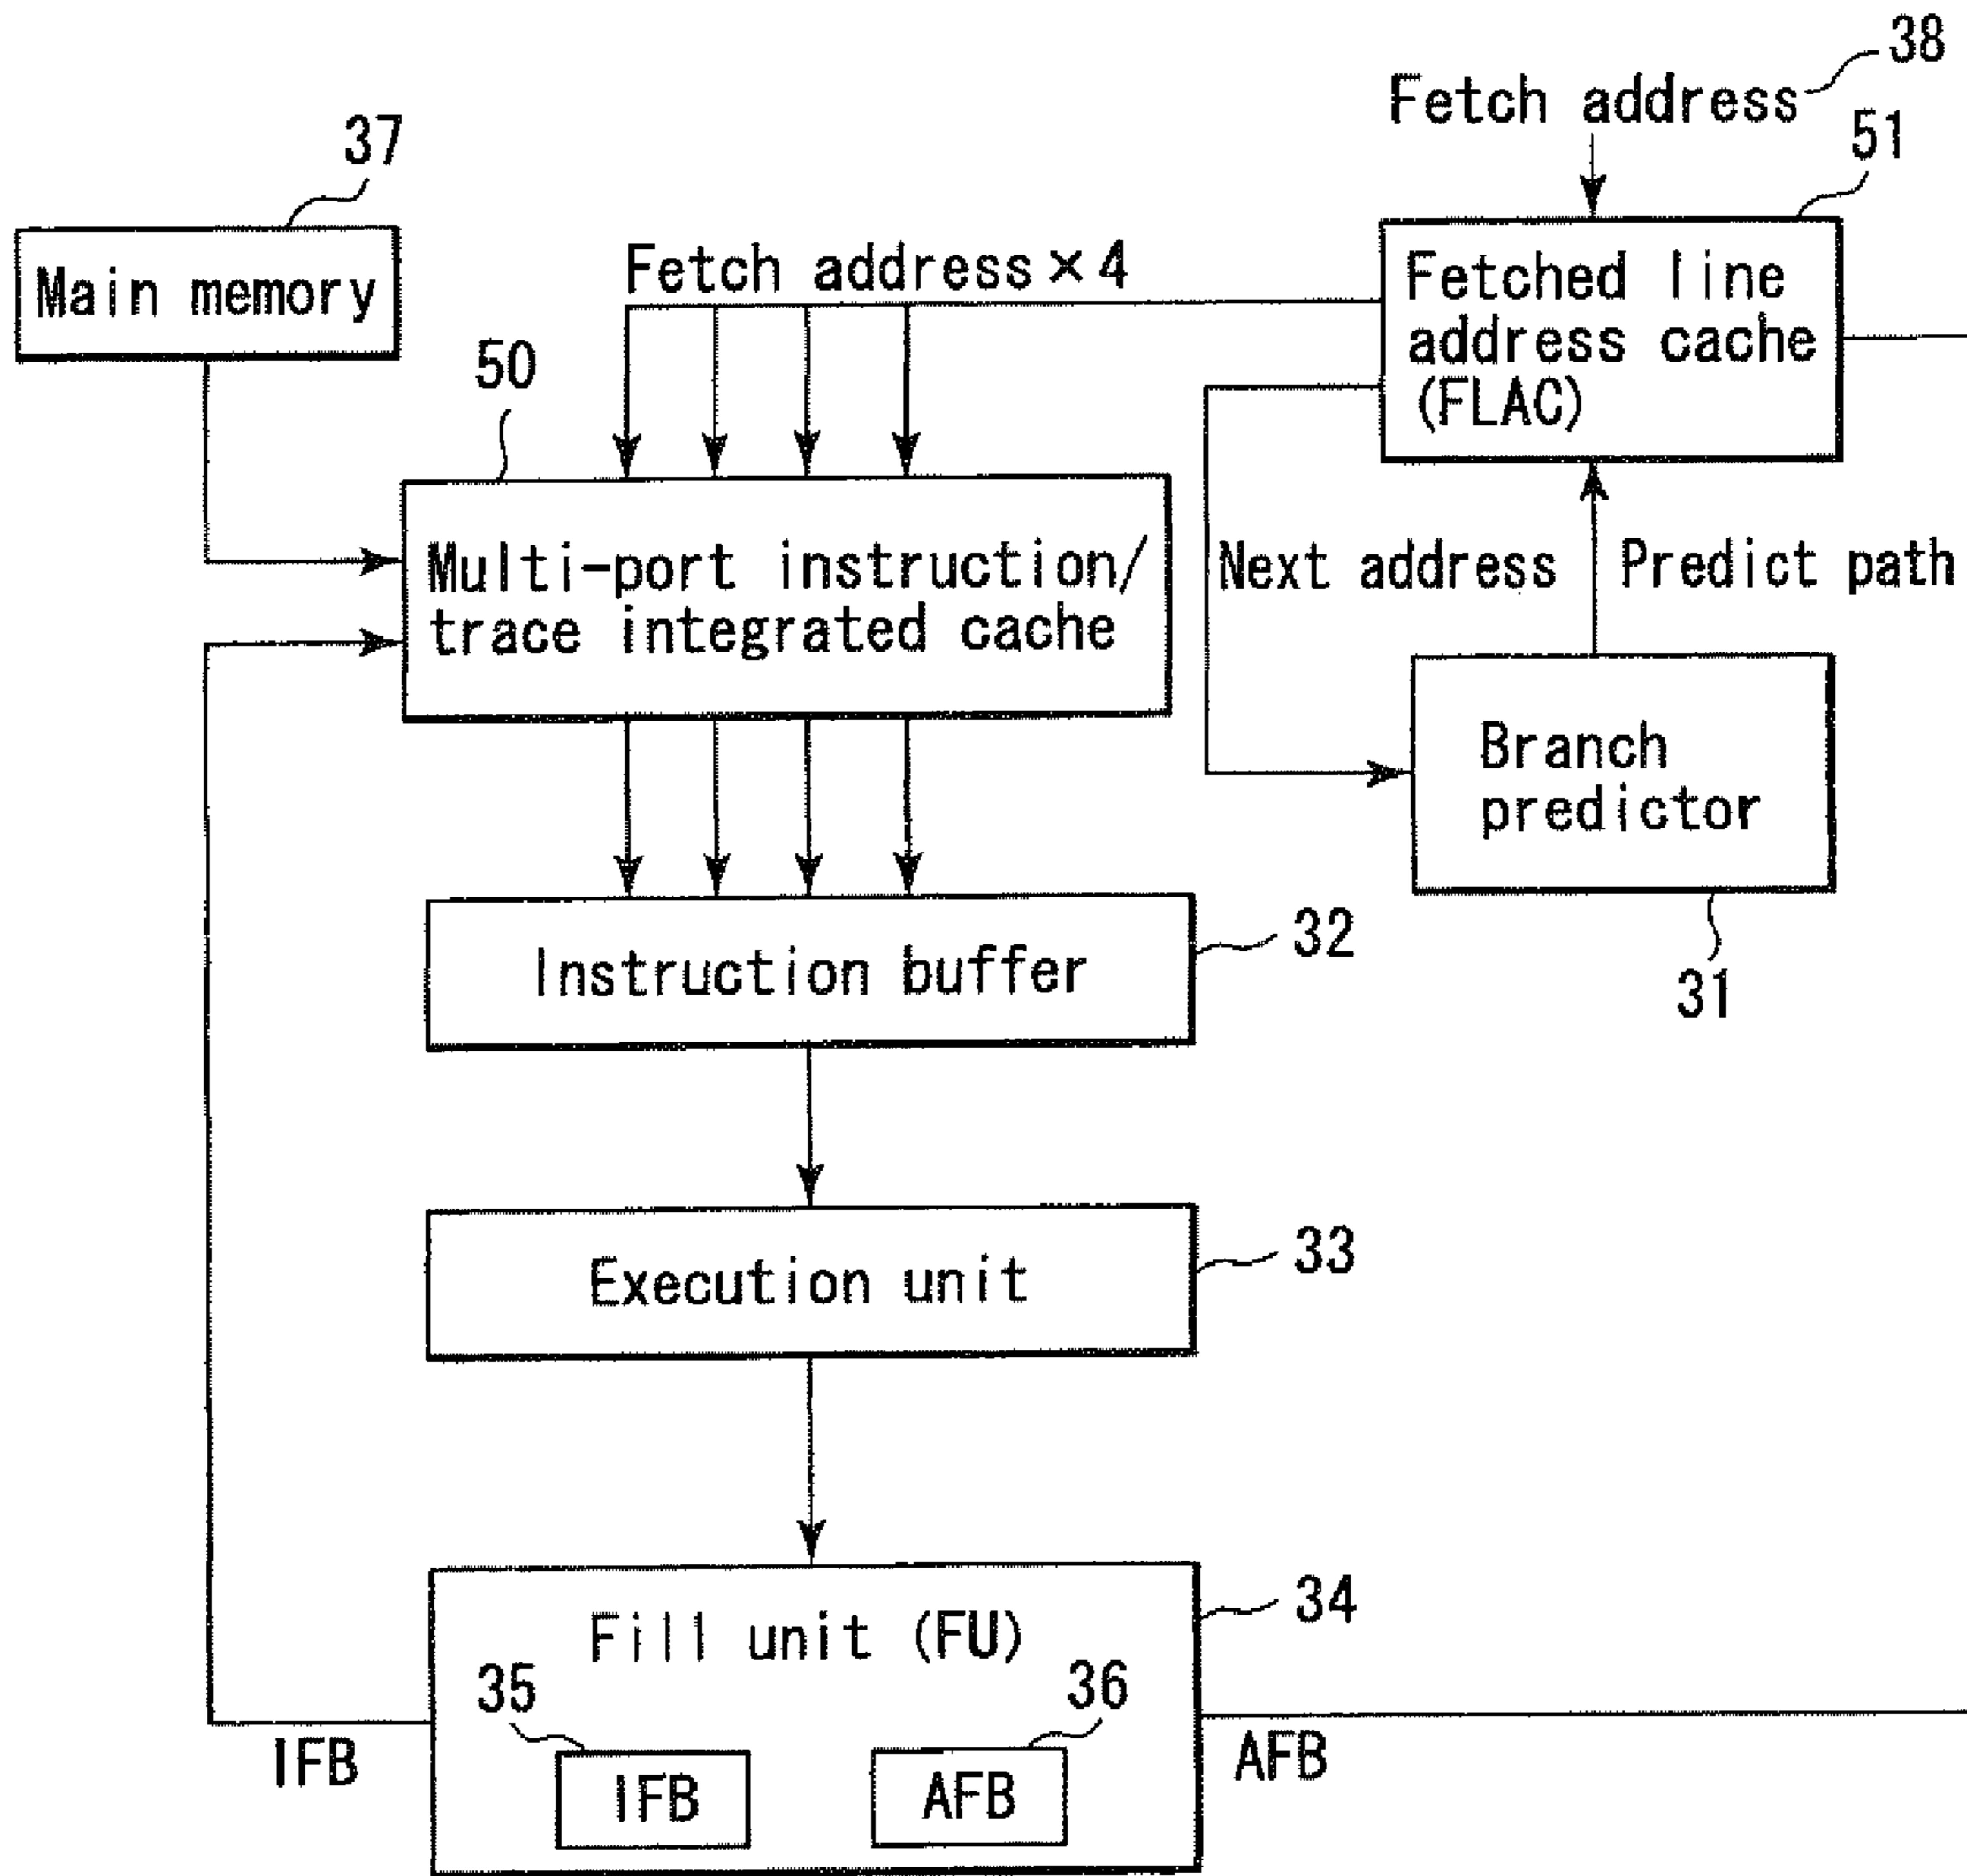 38
Fetch address
37
51
Main memory
Fetch address×4
Fetched line
address cache
(FLAC)
50
Multi-port instruction/
trace integrated cache
Next address
Predict path
Branch
predictor
31
Instruction buffer
32
Execution unit
33
Fill unit (FU)
34
35
36
IFB
AFB
IFB
AFB